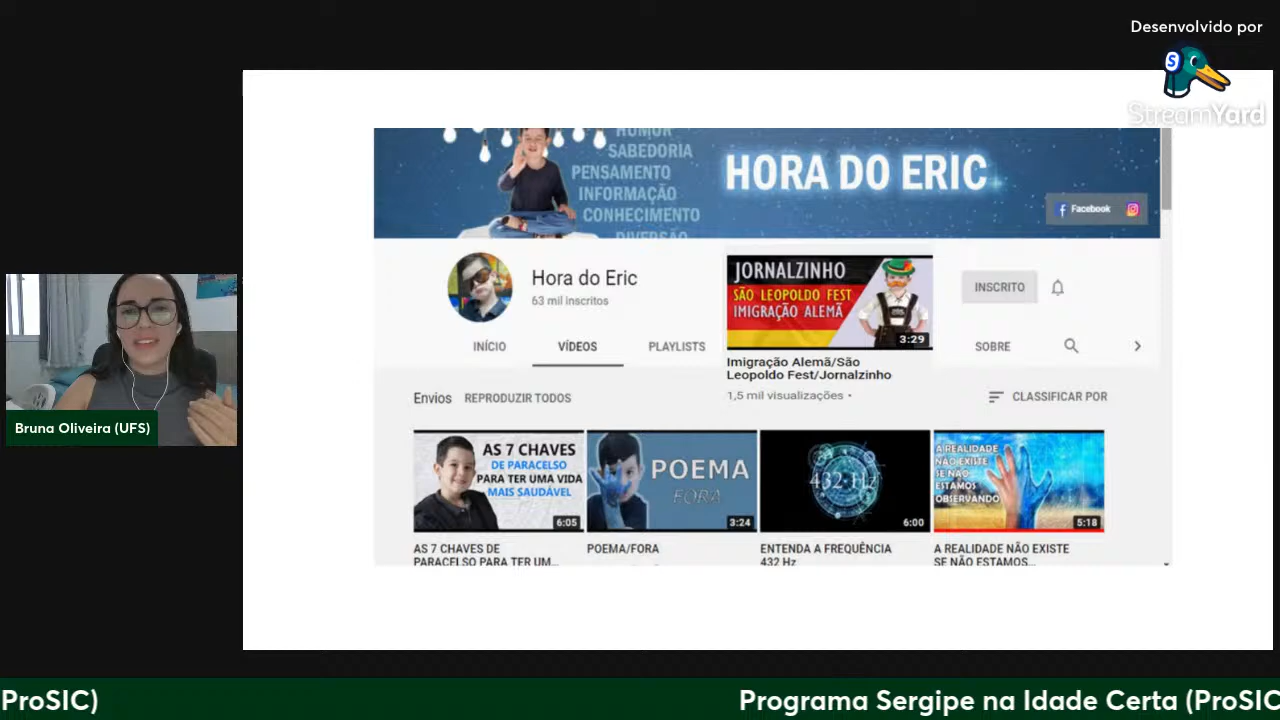 Desenvolvido por
StreamYard
HUMOR
SABEDORIA
PENSAMENTO
INFORMAÇÃO
CONHECIMENTO
DIVERSÃO
HORA DO ERIC
Facebook
Hora do Eric
63 mil inscritos
JORNALZINHO
SÃO LEOPOLDO FEST
IMIGRAÇÃO ALEMÃ
3:29
Imigração Alemã/São
Leopoldo Fest/Jornalzinho
1,5 mil visualizações •
INSCRITO
INÍCIO
VÍDEOS
PLAYLISTS
SOBRE
Envios REPRODUZIR TODOS
CLASSIFICAR POR
AS 7 CHAVES
DE PARACELSO
PARA TER UMA VIDA
MAIS SAUDÁVEL
6:05
POEMA
FORA
3:24
432 Hz
6:00
A REALIDADE
NÃO EXISTE
SE NÃO
ESTAMOS
OBSERVANDO
5:18
AS 7 CHAVES DE
PARACELSO PARA TER UM...
POEMA/FORA
ENTENDA A FREQUÊNCIA
432 Hz
A REALIDADE NÃO EXISTE
SE NÃO ESTAMOS...
Bruna Oliveira (UFS)
ProSIC)
Programa Sergipe na Idade Certa (ProSIC